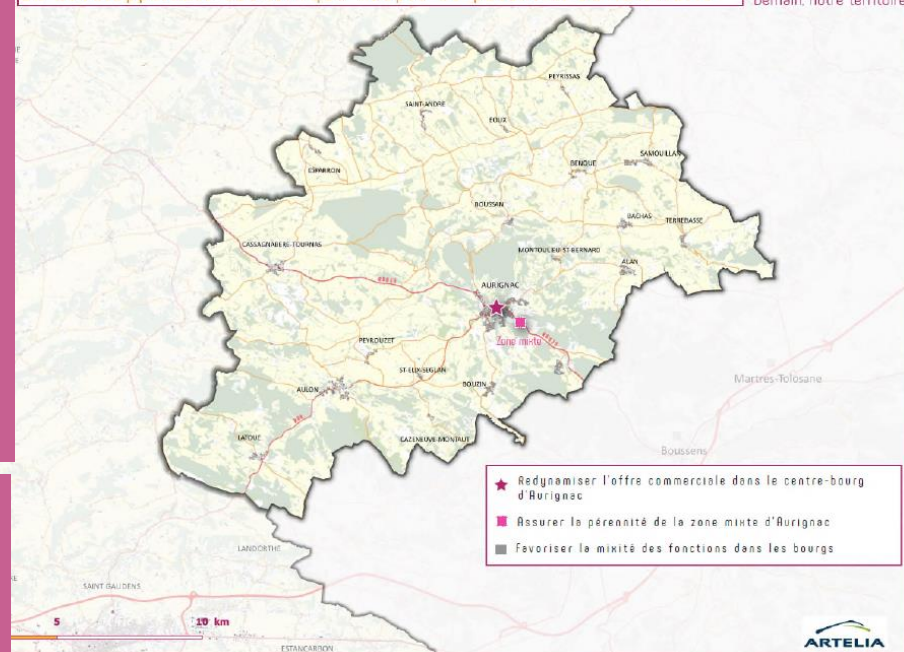 Demain, notre territoire
PEYRISSAS
SAINT-ANDRE
EOUX
SAMOUILLAN
BENQUE
ESPARRON
BOUSSAN
BACHAS
TERREBASSE
CASSAGNABERE-TOURNAS
MONTOULIEU-ST-BERNARD
ALAN
AURIGNAC
Zone mixte
PEYROUZET
ST-ELIX-SEGLAN
Martres-Tolosane
AULON
BOUZIN
LATOUE
CAZENEUVE-MONTAUT
Boussens
Redynamiser l'offre commerciale dans le centre-bourg
d'Aurignac
Assurer la pérennité de la zone mixte d'Aurignac
Favoriser la mixité des fonctions dans les bourgs
LANDORTHE
SAINT GAUDENS
5
10 km
ESTANCARBON
ARTELIA